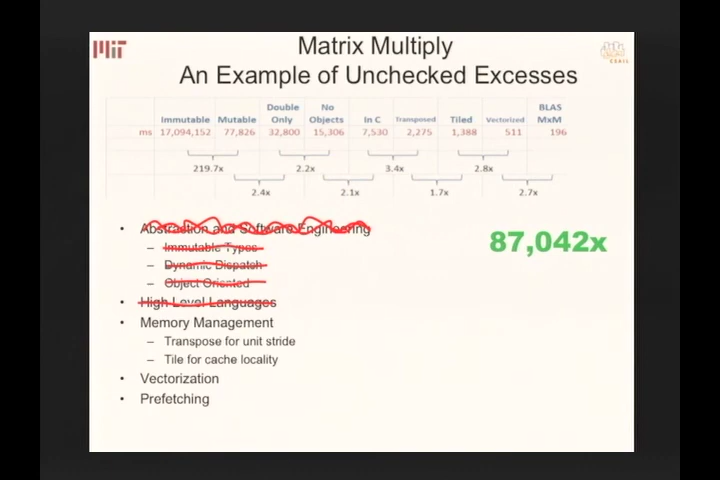 MIT
Matrix Multiply
An Example of Unchecked Excesses
CSAIL
Immutable Mutable Double Only No Objects In C Transposed Tiled Vectorized BLAS MxM
ms 17,094,152 77,826 32,800 15,306 7,530 2,275 1,388 511 196
219.7x 2.2x 3.4x 2.8x
2.4x 2.1x 1.7x 2.7x
• Abstraction and Software Engineering
– Immutable Types
– Dynamic Dispatch
– Object Oriented
• High Level Languages
• Memory Management
– Transpose for unit stride
– Tile for cache locality
• Vectorization
• Prefetching
87,042x